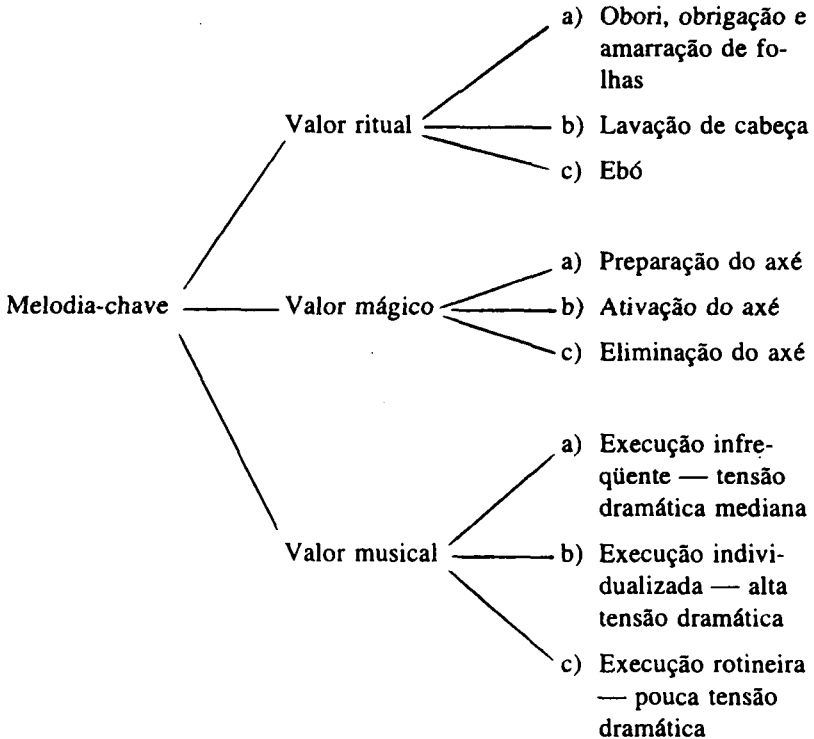 a) Obori, obrigação e
amarração de fo-
lhas
Valor ritual
b) Lavação de cabeça
c) Ebó
Melodia-chave
Valor mágico
a) Preparação do axé
b) Ativação do axé
c) Eliminação do axé
Valor musical
a) Execução infre-
qüente — tensão
dramática mediana
b) Execução indivi-
dualizada — alta
tensão dramática
c) Execução rotineira
— pouca tensão
dramática